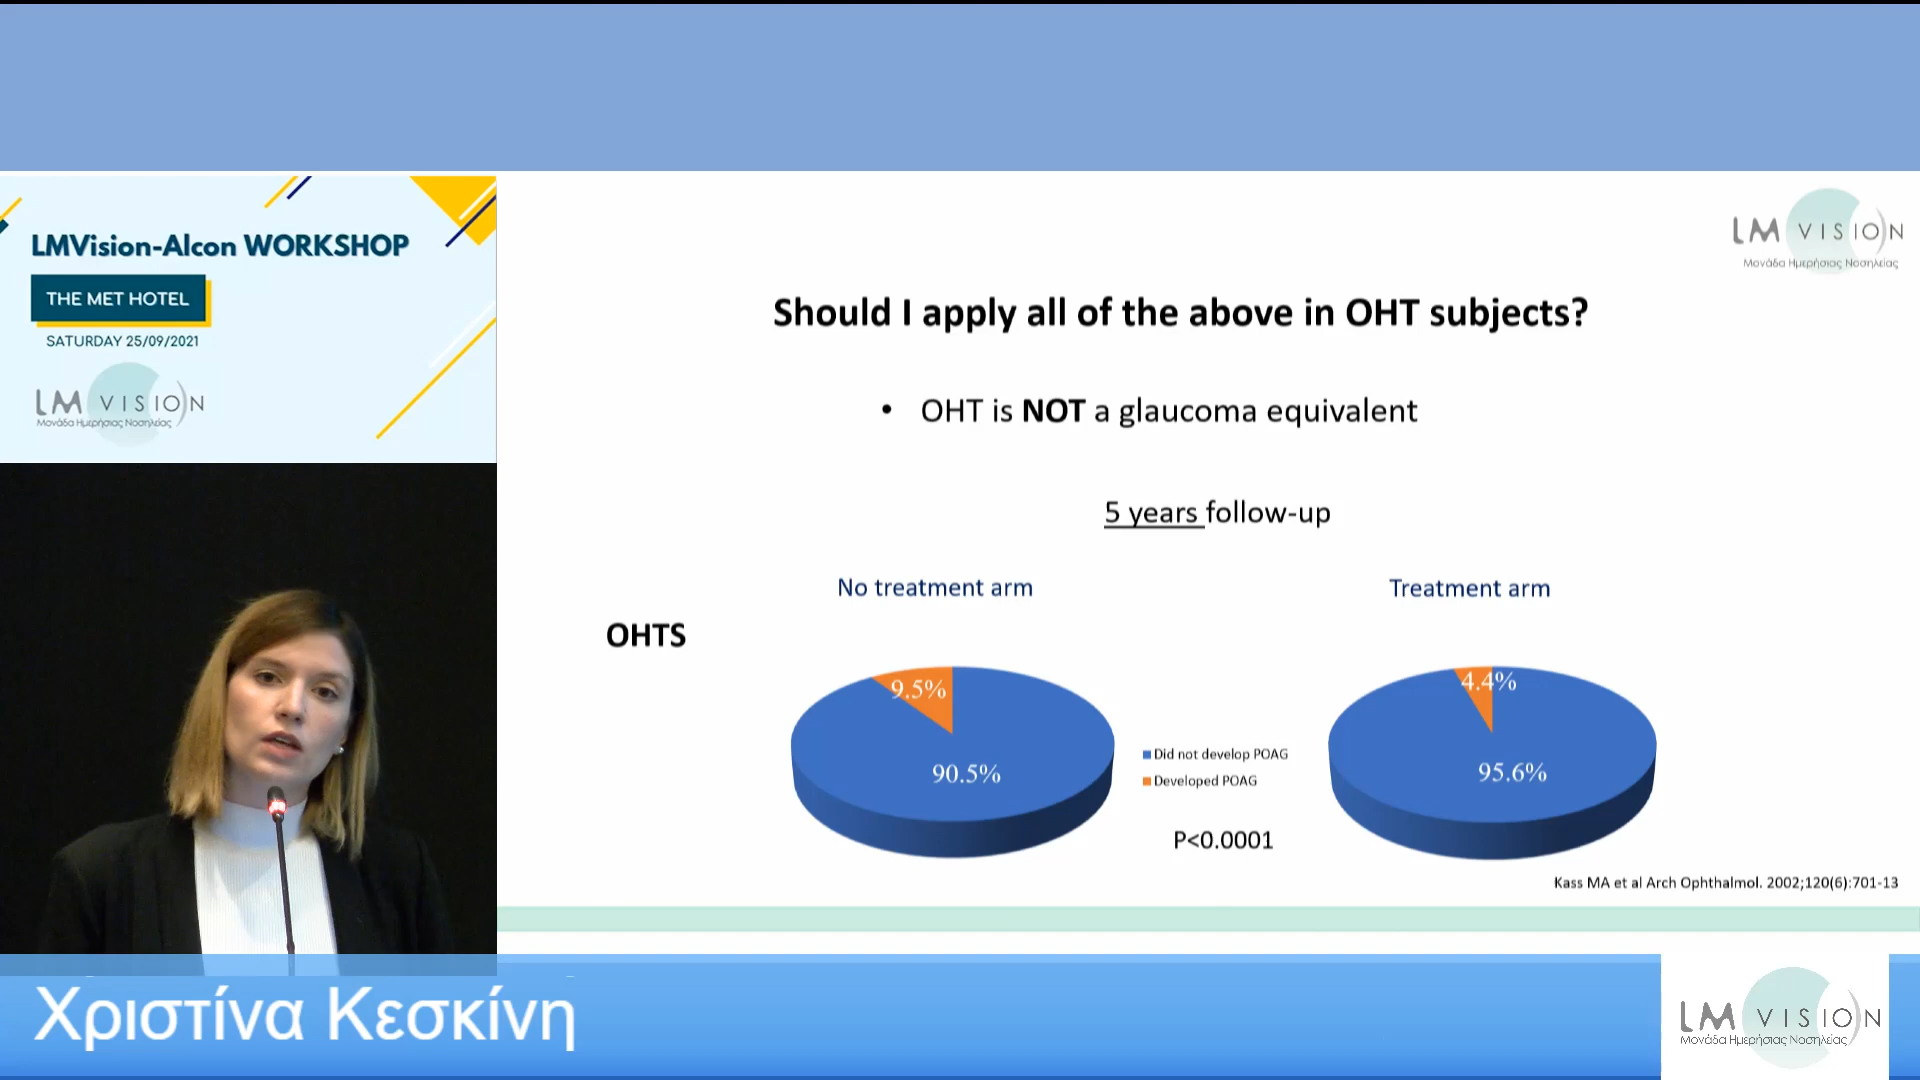 LMVision-Alcon WORKSHOP
THE MET HOTEL
SATURDAY 25/09/2021
LM VISION
Μονάδα Ημερήσιας Νοσηλείας
LM VISION
Μονάδα Ημερήσιας Νοσηλείας
Should I apply all of the above in OHT subjects?
• OHT is NOT a glaucoma equivalent
5 years follow-up
No treatment arm
Treatment arm
OHTS
9.5%
90.5%
Did not develop POAG
Developed POAG
P<0.0001
4.4%
95.6%
Kass MA et al Arch Ophthalmol. 2002;120(6):701-13
Χριστίνα Κεσκίνη
LM VISION
Μονάδα Ημερήσιας Νοσηλείας